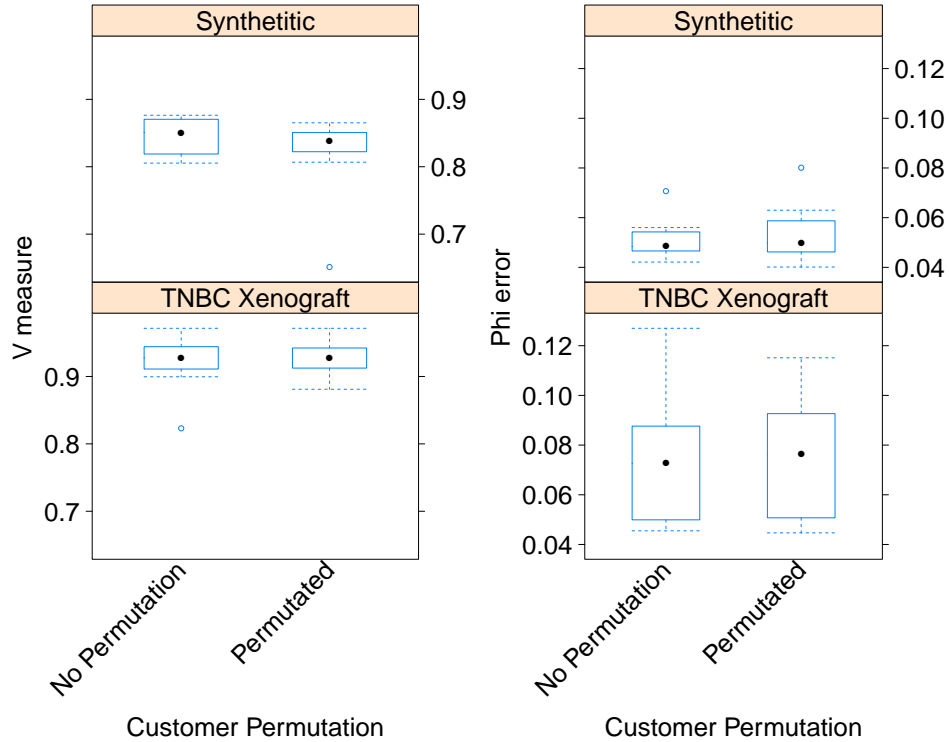 Synthetitic
0.9
0.8
0.7
V measure
TNBC Xenograft
0.9
0.8
0.7
No Permutation
Permutated
Customer Permutation
Synthetitic
0.12
0.10
0.08
0.06
0.04
Phi error
TNBC Xenograft
0.12
0.10
0.08
0.06
0.04
No Permutation
Permutated
Customer Permutation